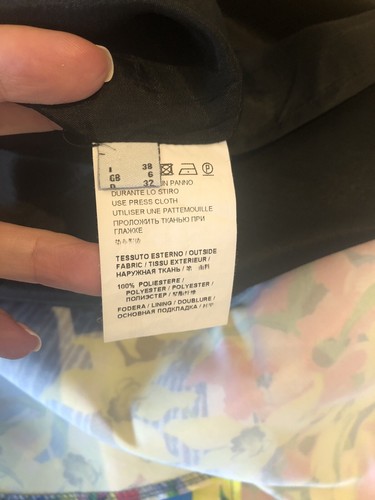 I 38
GB 6
D 32
N PANNO
DURANTE LO STIRO
USE PRESS CLOTH
UTILISER UNE PATTEMOUILLE
ПРОЛОЖИТЬ ТКАНЬЮ ПРИ
ГЛАЖКЕ
TESSUTO ESTERNO / OUTSIDE
FABRIC / TISSU EXTERIEUR /
НАРУЖНАЯ ТКАНЬ /
100% POLIESTERE /
POLYESTER / POLYESTER /
ПОЛИЭСТЕР /
FODERA / LINING / DOUBLURE /
ОСНОВНАЯ ПОДКЛАДКА /